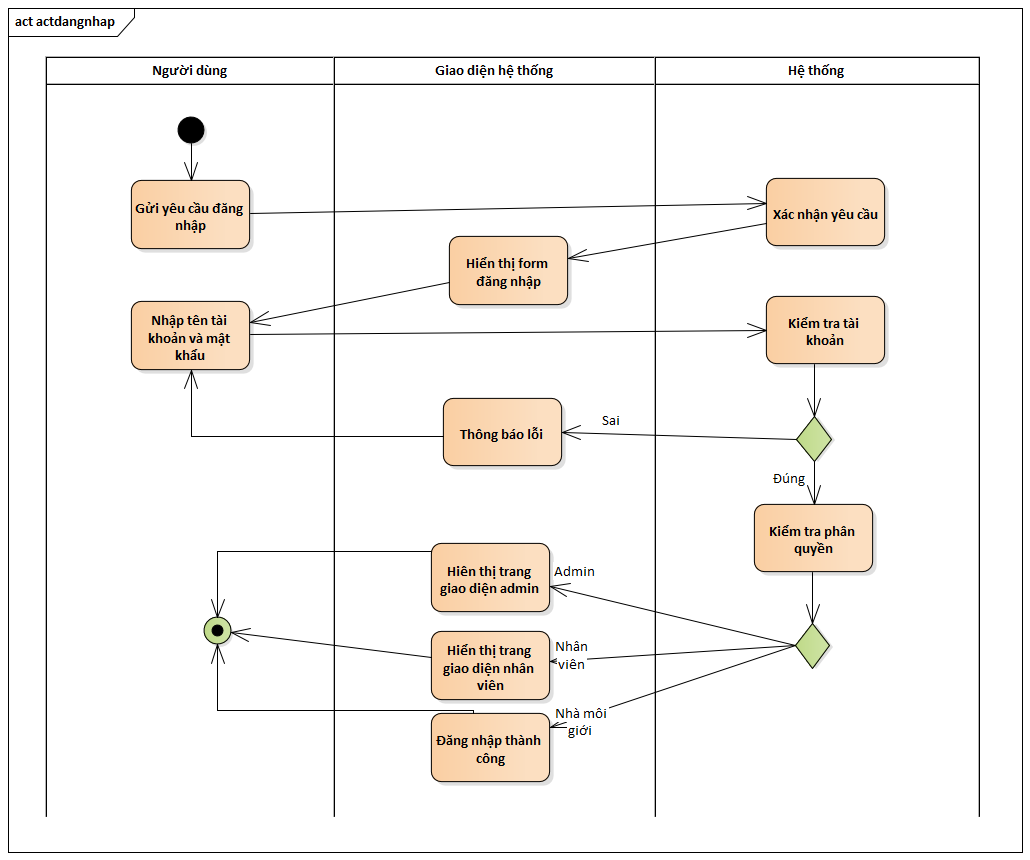 act actdangnhap
Người dùng
Giao diện hệ thống
Hệ thống
Gửi yêu cầu đăng
nhập
Xác nhận yêu cầu
Hiển thị form
đăng nhập
Nhập tên tài
khoản và mật
khẩu
Kiểm tra tài
khoản
Thông báo lỗi
Sai
Đúng
Kiểm tra phân
quyền
Hiên thị trang
giao diện admin
Admin
Hiển thị trang
giao diện nhân
viên
Nhân
viên
Nhà môi
giới
Đăng nhập thành
công